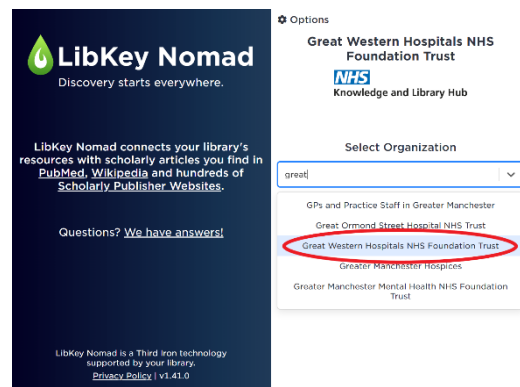 LibKey Nomad
Discovery starts everywhere.
LibKey Nomad connects your library's
resources with scholarly articles you find in
PubMed, Wikipedia and hundreds of
Scholarly Publisher Websites.
Questions? We have answers!
LibKey Nomad is a Third Iron technology
supported by your library.
Privacy Policy | v1.41.0
Options
Great Western Hospitals NHS
Foundation Trust
NHS
Knowledge and Library Hub
Select Organization
great
GPs and Practice Staff in Greater Manchester
Great Ormond Street Hospital NHS Trust
Great Western Hospitals NHS Foundation Trust
Greater Manchester Hospices
Greater Manchester Mental Health NHS Foundation
Trust